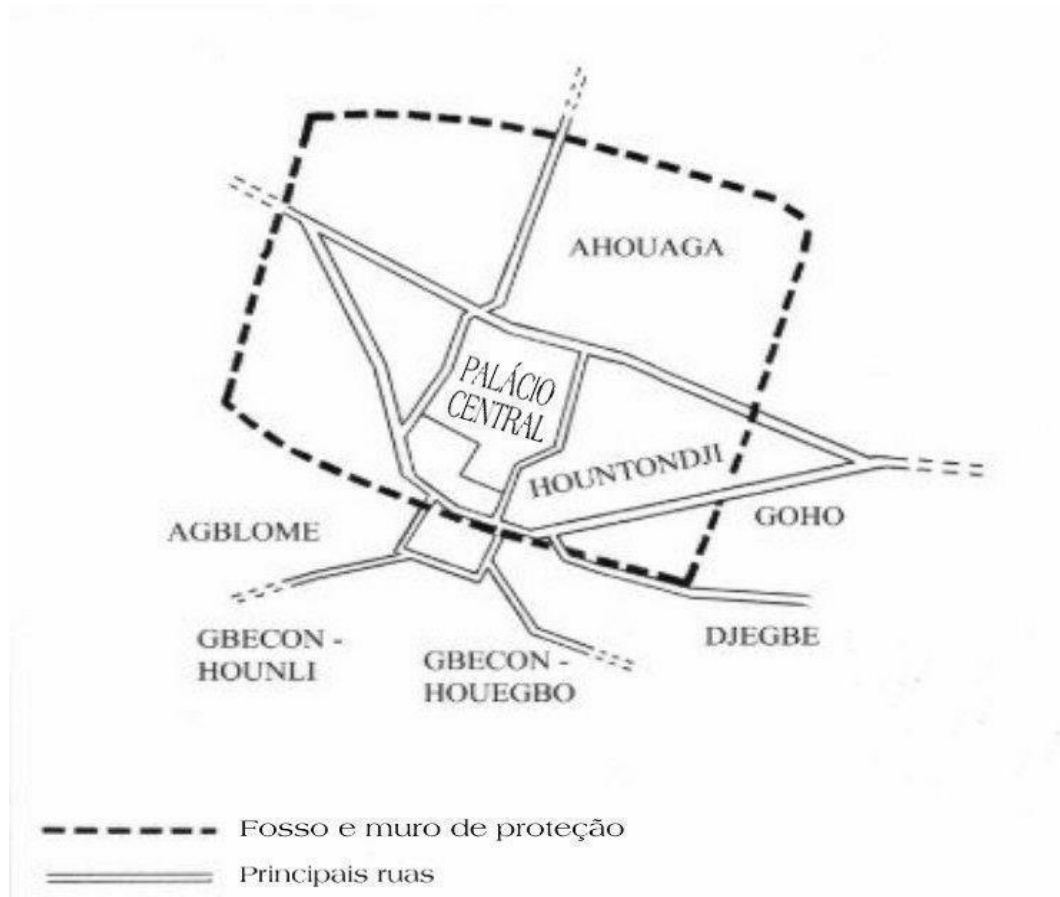 AHOUAGA
PALÁCIO
CENTRAL
HOUNTONDJI
GOHO
AGBLOME
DJEGBE
GBECON -
HOUNLI
GBECON -
HOUEGBO
Fosso e muro de proteção
Principais ruas